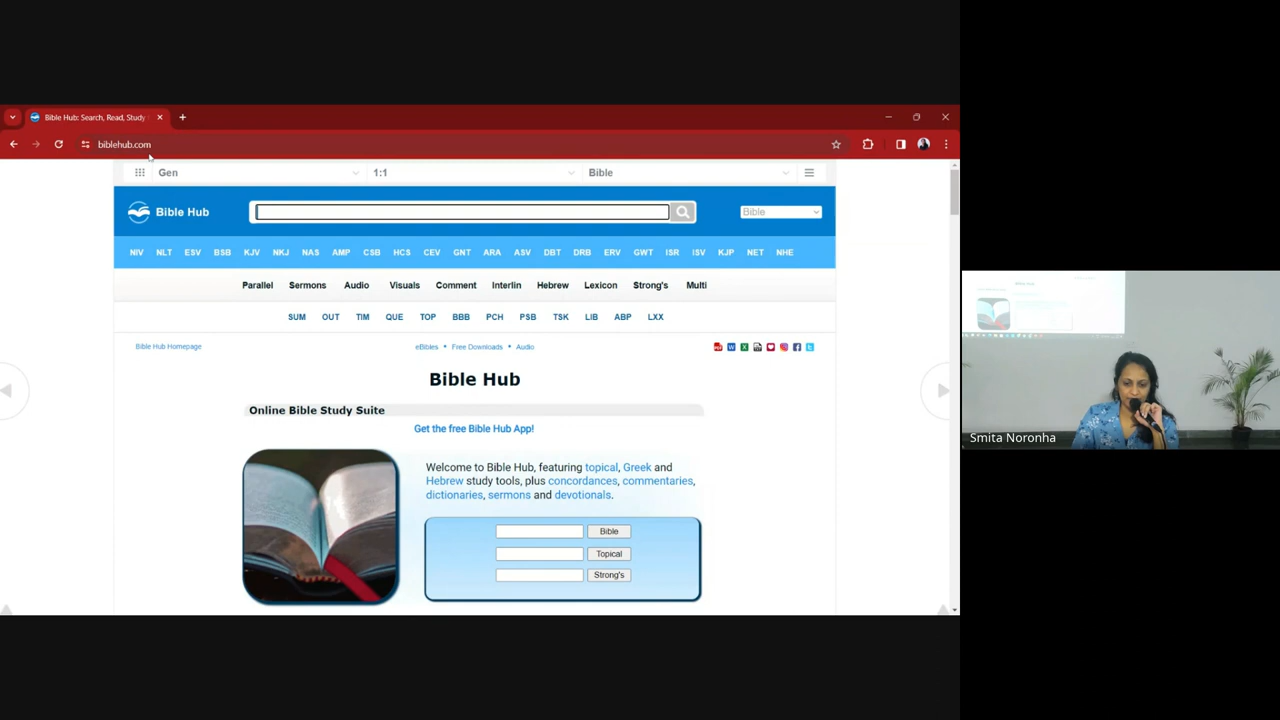 Bible Hub: Search, Read, Study
biblehub.com
Gen 1:1 Bible
Bible Hub Bible
NIV NLT ESV BSB KJV NKJ NAS AMP CSB HCS CEV GNT ARA ASV DBT DRB ERV GWT ISR ISV KJP NET NHE
Parallel Sermons Audio Visuals Comment Interlin Hebrew Lexicon Strong's Multi
SUM OUT TIM QUE TOP BBB PCH PSB TSK LIB ABP LXX
Bible Hub Homepage eBibles • Free Downloads • Audio
Bible Hub
Online Bible Study Suite
Get the free Bible Hub App!
Welcome to Bible Hub, featuring topical, Greek and
Hebrew study tools, plus concordances, commentaries,
dictionaries, sermons and devotionals.
Bible
Topical
Strong's
Smita Noronha